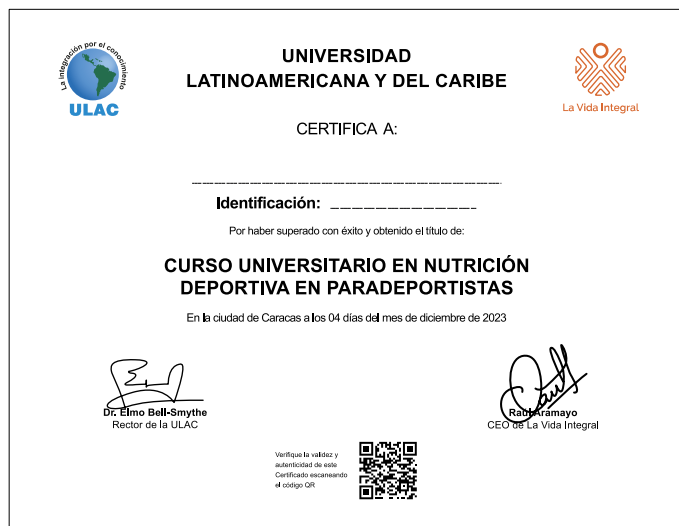 La integración por el conocimiento
ULAC
UNIVERSIDAD
LATINOAMERICANA Y DEL CARIBE
La Vida Integral
CERTIFICA A:
Identificación:
Por haber superado con éxito y obtenido el título de:
CURSO UNIVERSITARIO EN NUTRICIÓN
DEPORTIVA EN PARADEPORTISTAS
En la ciudad de Caracas a los 04 días del mes de diciembre de 2023
Dr. Elmo Bell-Smythe
Rector de la ULAC
Raúl Aramayo
CEO de La Vida Integral
Verifique la validez y
autenticidad de este
Certificado escaneando
el código QR